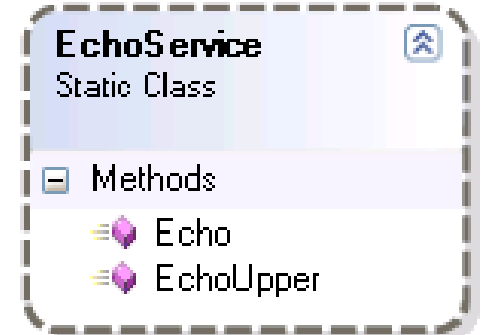 EchoService
Static Class
Methods
Echo
EchoUpper